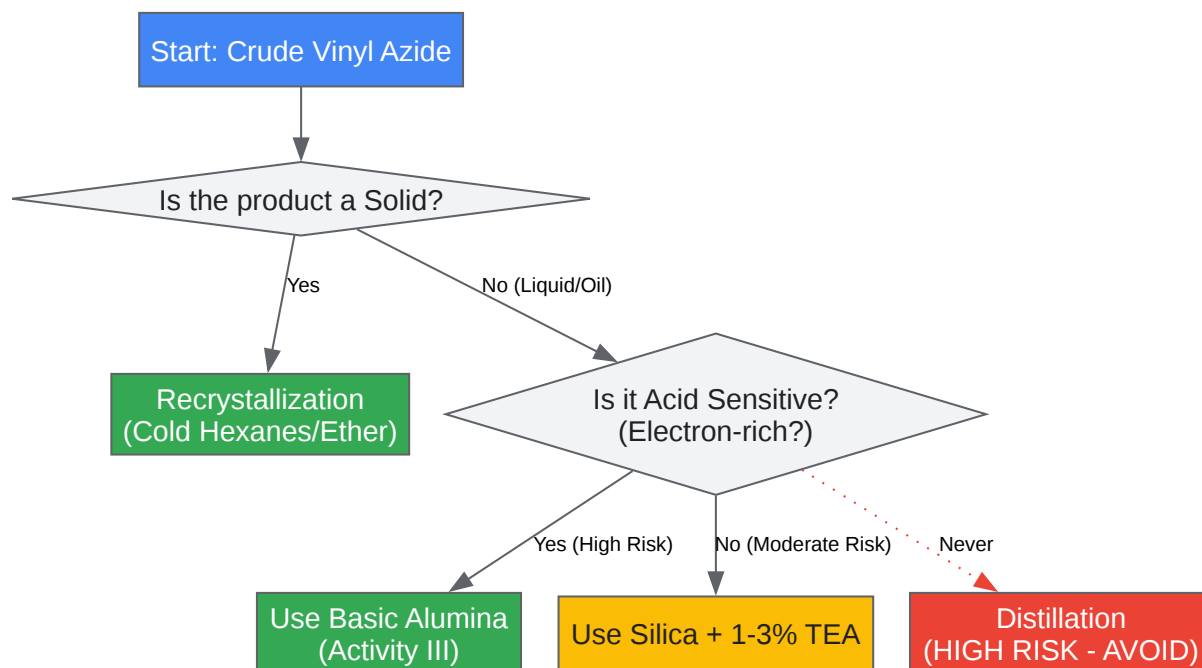 Start: Crude Vinyl Azide
Is the product a Solid?
Yes
No (Liquid/Oil)
Recrystallization
(Cold Hexanes/Ether)
Is it Acid Sensitive?
(Electron-rich?)
Yes (High Risk)
No (Moderate Risk)
Never
Use Basic Alumina
(Activity III)
Use Silica + 1-3% TEA
Distillation
(HIGH RISK - AVOID)